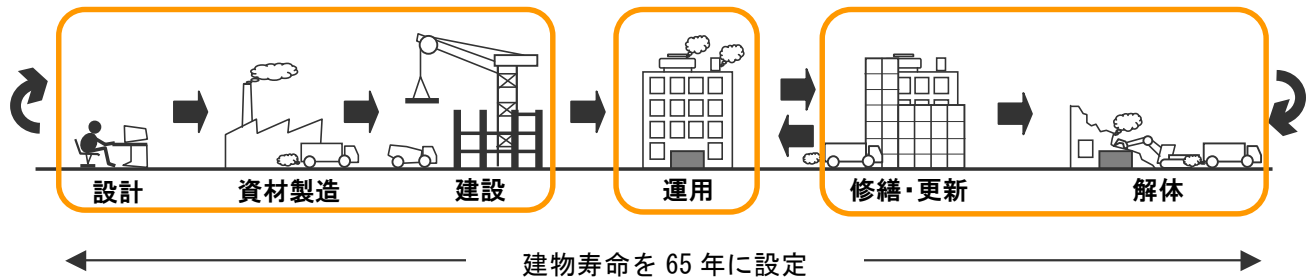 設計
資材製造
建設
運用
修繕・更新
解体
建物寿命を 65 年に設定